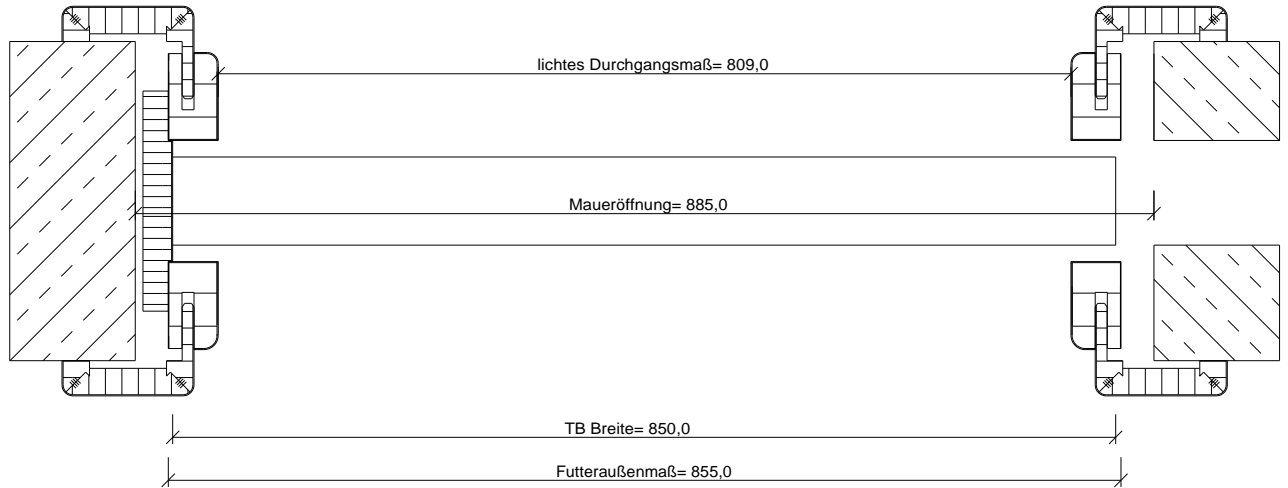 lichtes Durchgangsmaß= 809,0
Maueröffnung= 885,0
TB Breite= 850,0
Futteraußenmaß= 855,0